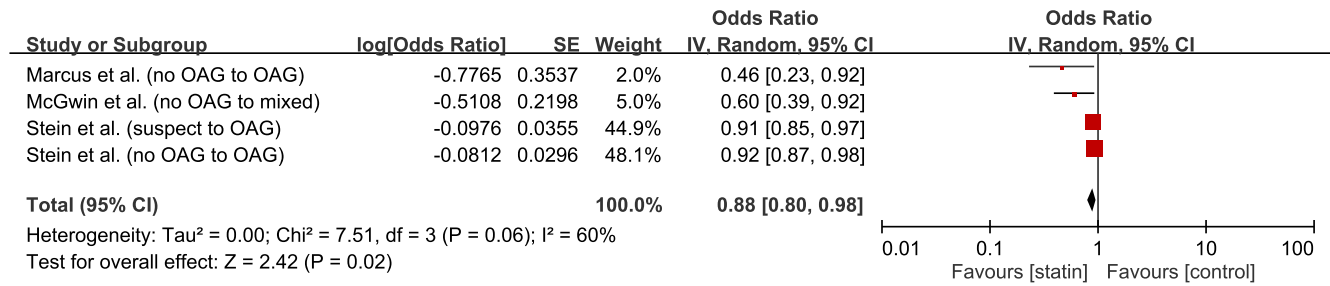 Odds Ratio Odds Ratio
Study or Subgroup log[Odds Ratio] SE Weight IV, Random, 95% CI IV, Random, 95% CI
Marcus et al. (no OAG to OAG) -0.7765 0.3537 2.0% 0.46 [0.23, 0.92]
McGwin et al. (no OAG to mixed) -0.5108 0.2198 5.0% 0.60 [0.39, 0.92]
Stein et al. (suspect to OAG) -0.0976 0.0355 44.9% 0.91 [0.85, 0.97]
Stein et al. (no OAG to OAG) -0.0812 0.0296 48.1% 0.92 [0.87, 0.98]
Total (95% CI) 100.0% 0.88 [0.80, 0.98]
Heterogeneity: Tau² = 0.00; Chi² = 7.51, df = 3 (P = 0.06); I² = 60%
Test for overall effect: Z = 2.42 (P = 0.02)
0.01 0.1 1 10 100
Favours [statin] Favours [control]